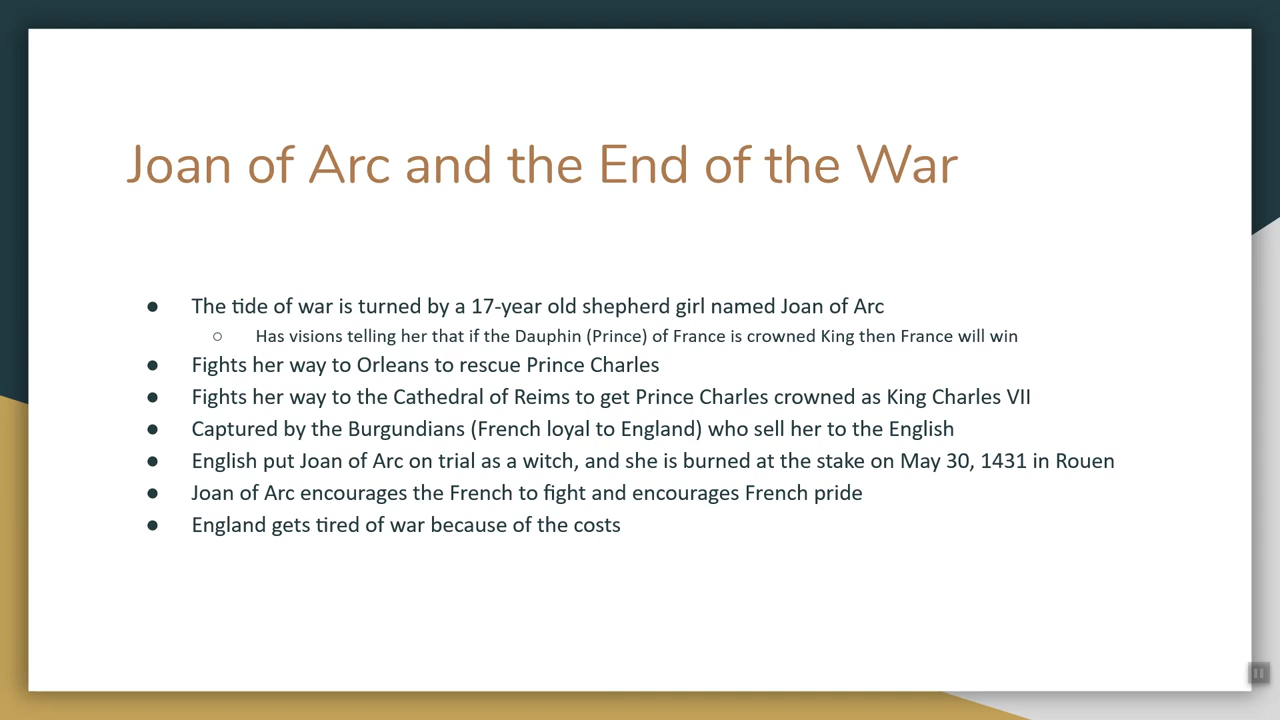 Joan of Arc and the End of the War
● The tide of war is turned by a 17-year old shepherd girl named Joan of Arc
○ Has visions telling her that if the Dauphin (Prince) of France is crowned King then France will win
● Fights her way to Orleans to rescue Prince Charles
● Fights her way to the Cathedral of Reims to get Prince Charles crowned as King Charles VII
● Captured by the Burgundians (French loyal to England) who sell her to the English
● English put Joan of Arc on trial as a witch, and she is burned at the stake on May 30, 1431 in Rouen
● Joan of Arc encourages the French to fight and encourages French pride
● England gets tired of war because of the costs